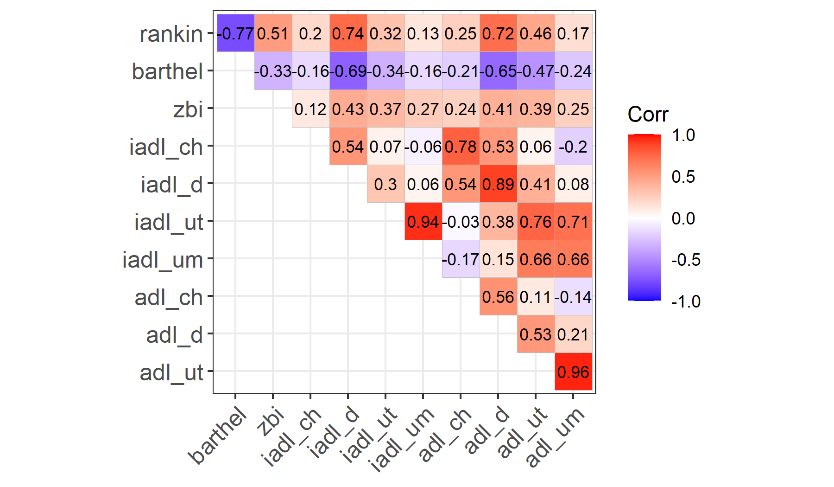 rankin -0.77 0.51 0.2 0.74 0.32 0.13 0.25 0.72 0.46 0.17
barthel -0.33 -0.16 -0.69 -0.34 -0.16 -0.21 -0.65 -0.47 -0.24
zbi 0.12 0.43 0.37 0.27 0.24 0.41 0.39 0.25
iadl_ch 0.54 0.07 -0.06 0.78 0.53 0.06 -0.2
iadl_d 0.3 0.06 0.54 0.89 0.41 0.08
iadl_ut 0.94 -0.03 0.38 0.76 0.71
iadl_um -0.17 0.15 0.66 0.66
adl_ch 0.56 0.11 -0.14
adl_d 0.53 0.21
adl_ut 0.96
barthel zbi iadl_ch iadl_d iadl_ut iadl_um adl_ch adl_d adl_ut adl_um
Corr
1.0
0.5
0.0
-0.5
-1.0